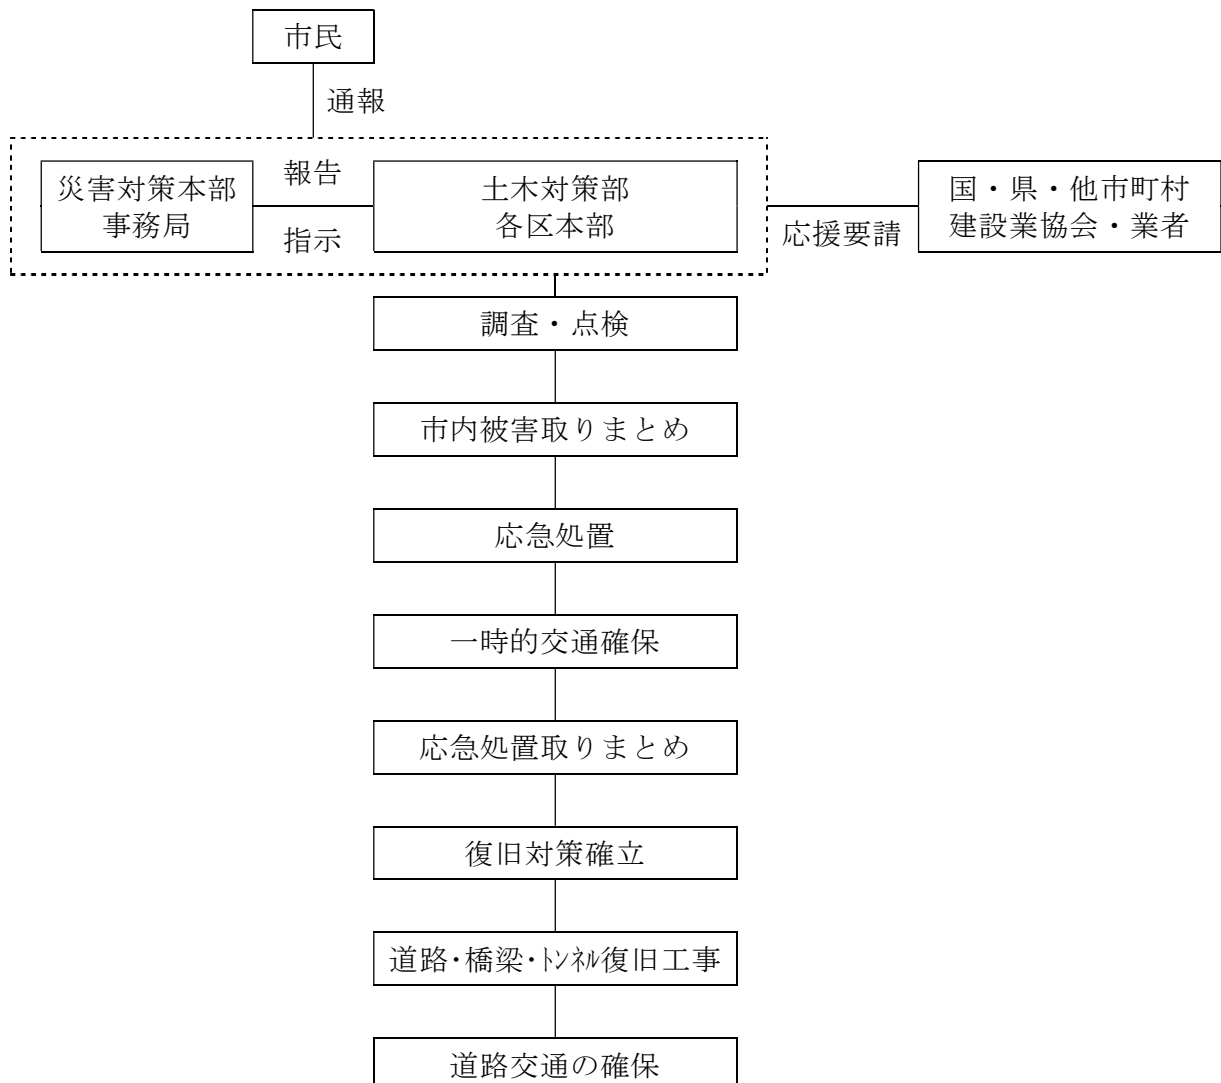 市民
通報
災害対策本部
事務局
報告
指示
土木対策部
各区本部
応援要請
国・県・他市町村
建設業協会・業者
調査・点検
市内被害取りまとめ
応急処置
一時的交通確保
応急処置取りまとめ
復旧対策確立
道路・橋梁・ﾄﾝﾈﾙ復旧工事
道路交通の確保